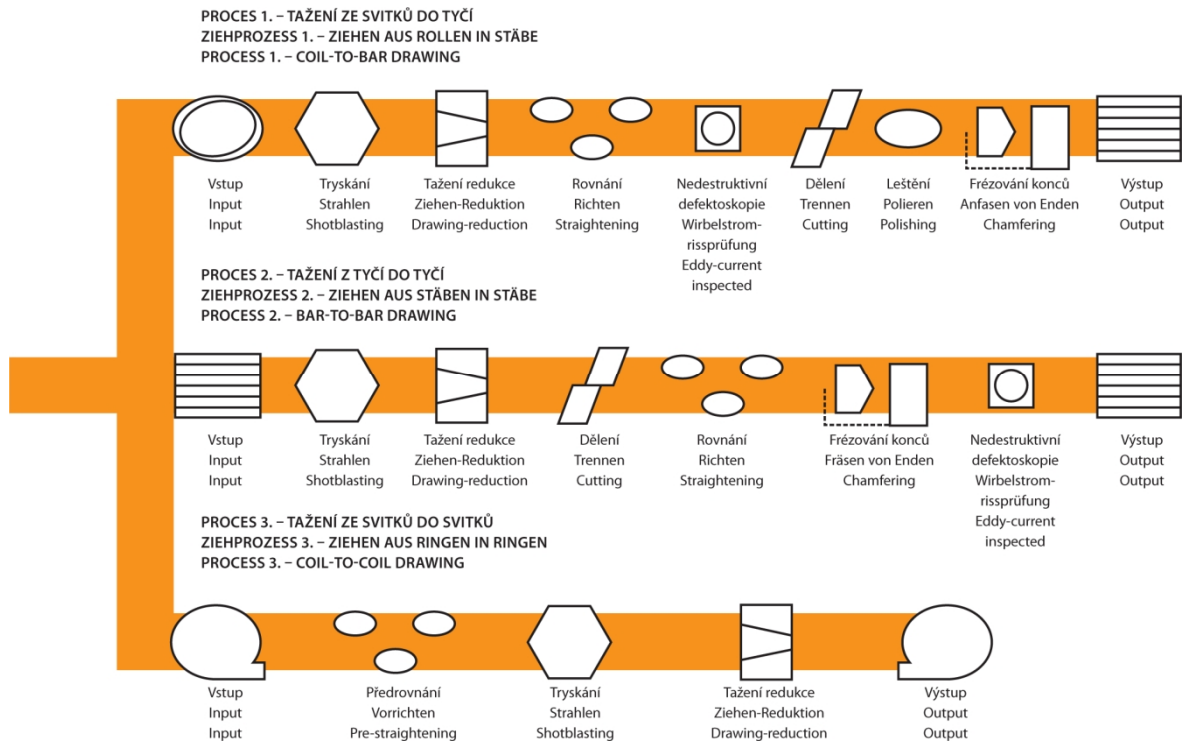 PROCES 1. – TAŽENÍ ZE SVITKŮ DO TYČÍ
ZIEHPROZESS 1. – ZIEHEN AUS ROLLEN IN STÄBE
PROCESS 1. – COIL-TO-BAR DRAWING
Vstup
Input
Input
Tryskání
Strahlen
Shotblasting
Tažení redukce
Ziehen-Reduktion
Drawing-reduction
Rovnání
Richten
Straightening
Nedestruktivní
defektoskopie
Wirbelstrom-
rissprüfung
Eddy-current
inspected
Dělení
Trennen
Cutting
Leštění
Polieren
Polishing
Frézování konců
Anfasen von Enden
Chamfering
Výstup
Output
Output
PROCES 2. – TAŽENÍ Z TYČÍ DO TYČÍ
ZIEHPROZESS 2. – ZIEHEN AUS STÄBEN IN STÄBE
PROCESS 2. – BAR-TO-BAR DRAWING
Vstup
Input
Input
Tryskání
Strahlen
Shotblasting
Tažení redukce
Ziehen-Reduktion
Drawing-reduction
Dělení
Trennen
Cutting
Rovnání
Richten
Straightening
Frézování konců
Fräsen von Enden
Chamfering
Nedestruktivní
defektoskopie
Wirbelstrom-
rissprüfung
Eddy-current
inspected
Výstup
Output
Output
PROCES 3. – TAŽENÍ ZE SVITKŮ DO SVITKŮ
ZIEHPROZESS 3. – ZIEHEN AUS RINGEN IN RINGEN
PROCESS 3. – COIL-TO-COIL DRAWING
Vstup
Input
Input
Předrovnání
Vorrichten
Pre-straightening
Tryskání
Strahlen
Shotblasting
Tažení redukce
Ziehen-Reduktion
Drawing-reduction
Výstup
Output
Output